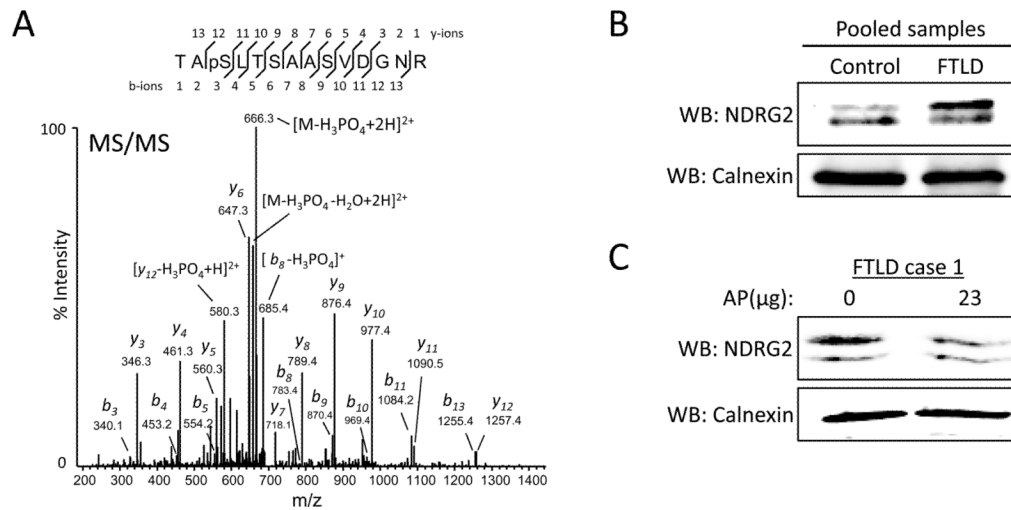 A
13 12 11 10 9 8 7 6 5 4 3 2 1 y-ions
T A pS L T S A A S V D G N R
b-ions 1 2 3 4 5 6 7 8 9 10 11 12 13
100
MS/MS
666.3
[M-H₃PO₄+2H]²⁺
y₆
647.3
[M-H₃PO₄-H₂O+2H]²⁺
[y₁₂-H₃PO₄+H]²⁺
580.3
[ b₈-H₃PO₄]⁺
685.4
% Intensity
y₃
346.3
y₄
461.3
y₅
560.3
y₇
718.1
y₈
789.4
y₉
876.4
y₁₀
977.4
y₁₁
1090.5
y₁₂
1257.4
b₃
340.1
b₄
453.2
b₅
554.2
b₈
783.4
b₉
870.4
b₁₀
969.4
b₁₁
1084.2
b₁₃
1255.4
0
200 300 400 500 600 700 800 900 1000 1100 1200 1300 1400
m/z
B
Pooled samples
Control FTLD
WB: NDRG2
WB: Calnexin
C
FTLD case 1
AP(μg): 0 23
WB: NDRG2
WB: Calnexin